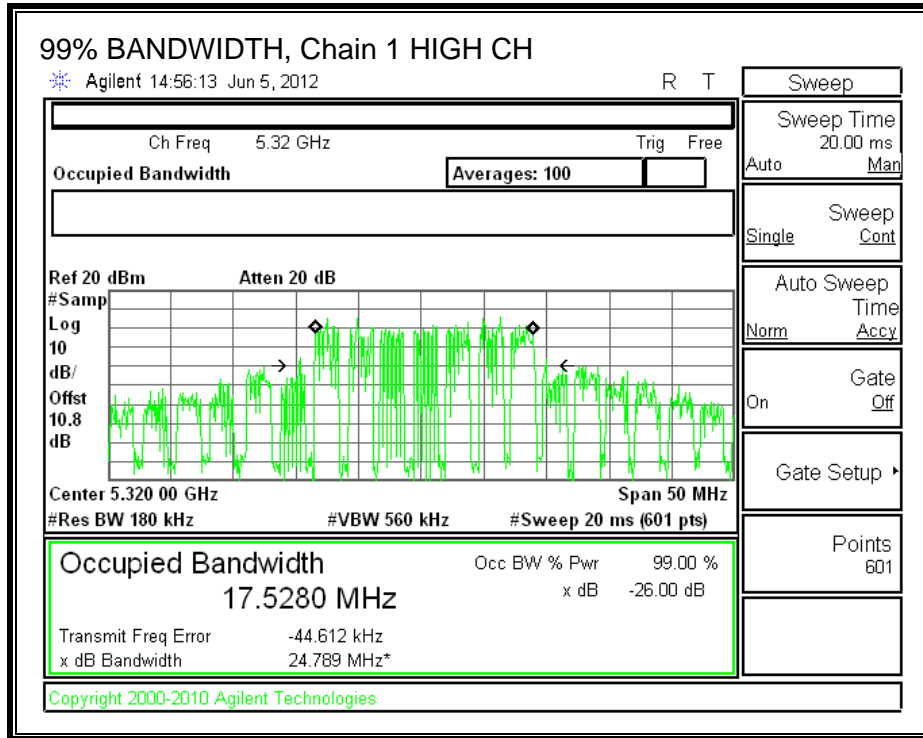 99% BANDWIDTH, Chain 1 HIGH CH
Agilent 14:56:13 Jun 5, 2012 R T
Ch Freq 5.32 GHz Trig Free
Occupied Bandwidth Averages: 100
Ref 20 dBm Atten 20 dB
#Samp
Log
10
dB/
Offst
10.8
dB
Center 5.320 00 GHz Span 50 MHz
#Res BW 180 kHz #VBW 560 kHz #Sweep 20 ms (601 pts)
Occupied Bandwidth Occ BW % Pwr 99.00 %
17.5280 MHz x dB -26.00 dB
Transmit Freq Error -44.612 kHz
x dB Bandwidth 24.789 MHz*
Copyright 2000-2010 Agilent Technologies
Sweep
Sweep Time
20.00 ms
Auto Man
Sweep
Single Cont
Auto Sweep
Time
Norm Accy
Gate
On Off
Gate Setup
Points
601